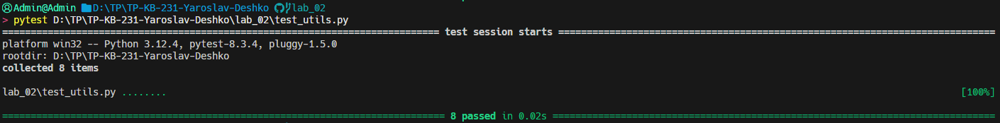 Admin@Admin D:\TP\TP-KB-231-Yaroslav-Deshko lab_02
> pytest D:\TP\TP-KB-231-Yaroslav-Deshko\lab_02\test_utils.py
============================================================================= test session starts =============================================================================
platform win32 -- Python 3.12.4, pytest-8.3.4, pluggy-1.5.0
rootdir: D:\TP\TP-KB-231-Yaroslav-Deshko
collected 8 items
lab_02\test_utils.py ........ [100%]
============================================================================== 8 passed in 0.02s ==============================================================================